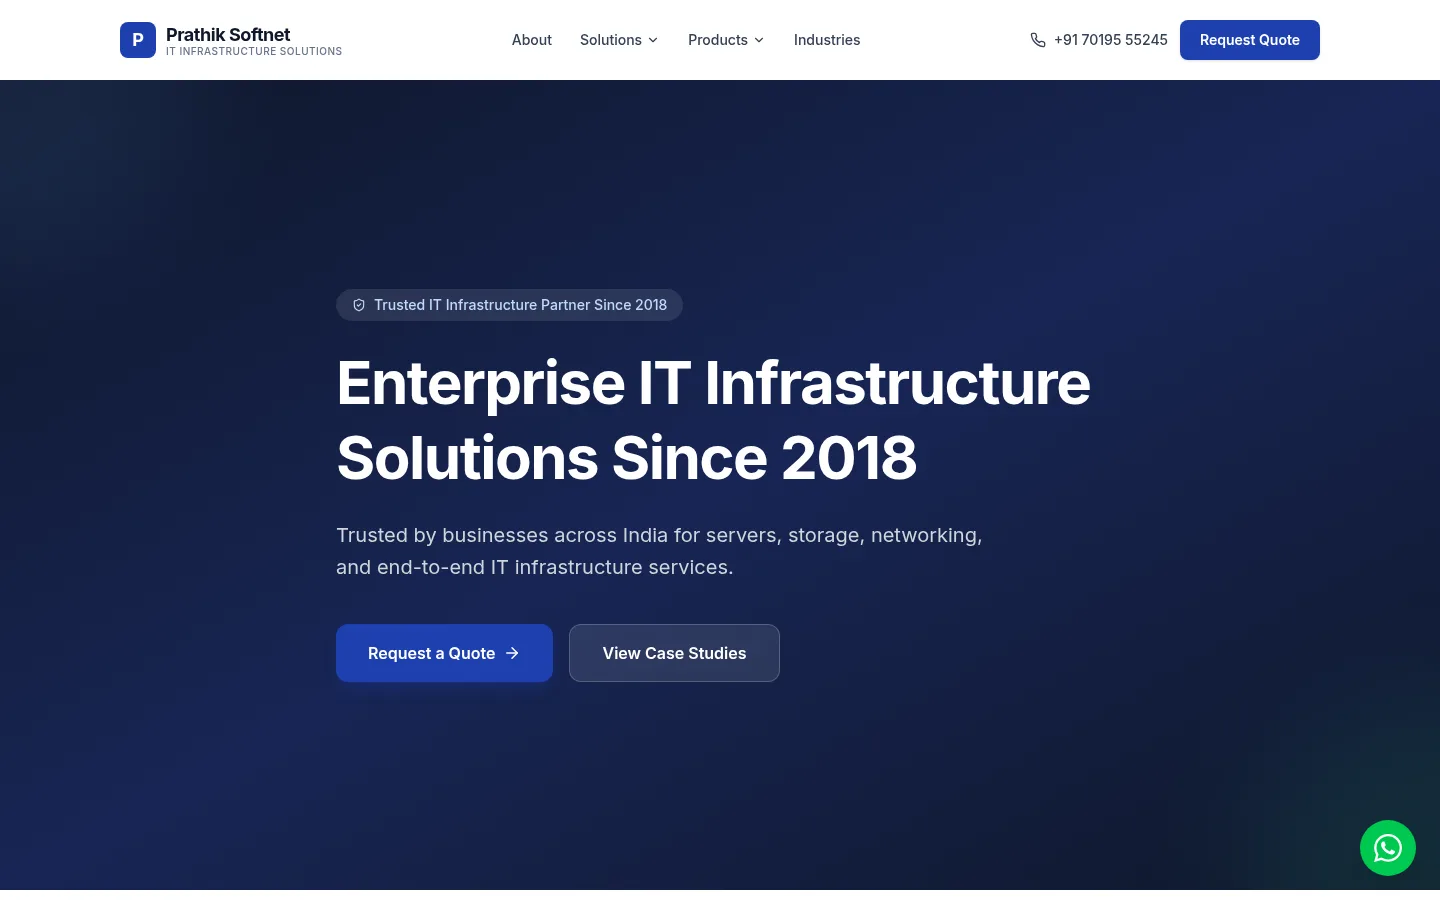 P
Prathik Softnet
IT INFRASTRUCTURE SOLUTIONS
About
Solutions
Products
Industries
+91 70195 55245
Request Quote
Trusted IT Infrastructure Partner Since 2018
Enterprise IT Infrastructure
Solutions Since 2018
Trusted by businesses across India for servers, storage, networking,
and end-to-end IT infrastructure services.
Request a Quote
View Case Studies